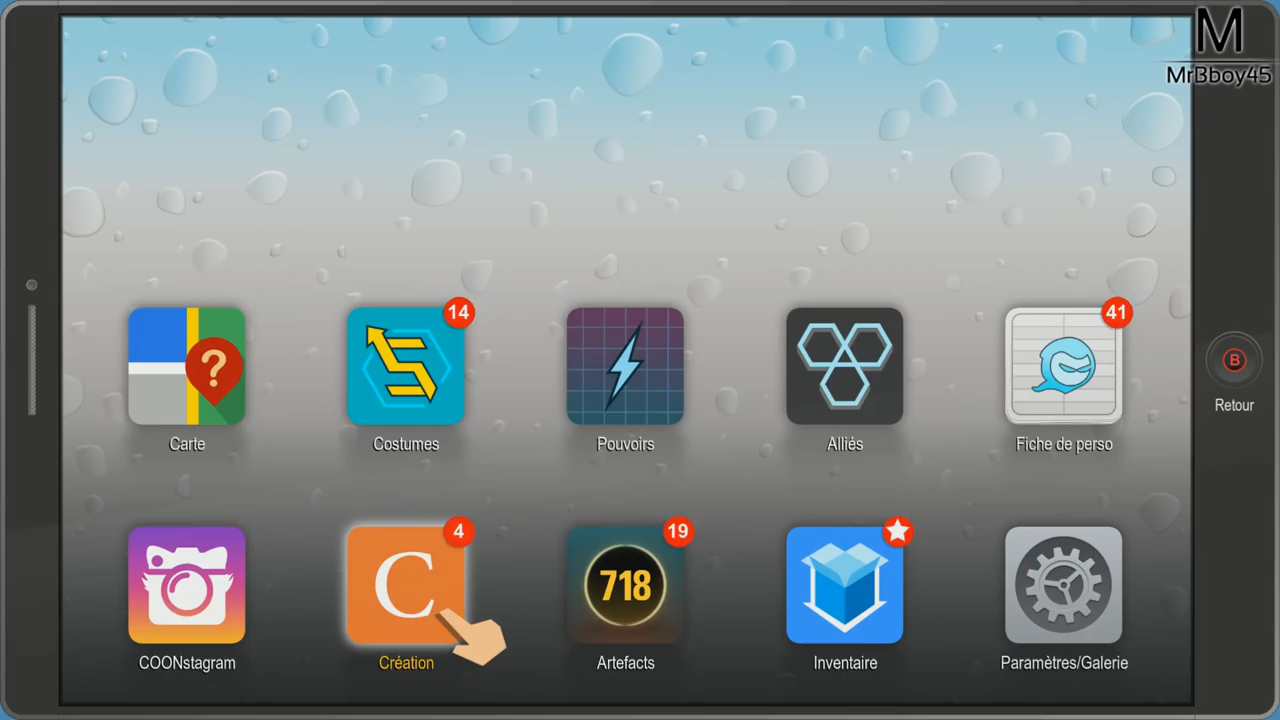 M
MrBboy45
14
41
Carte
Costumes
Pouvoirs
Alliés
Fiche de perso
B
Retour
4
19
C
718
COONstagram
Création
Artefacts
Inventaire
Paramètres/Galerie